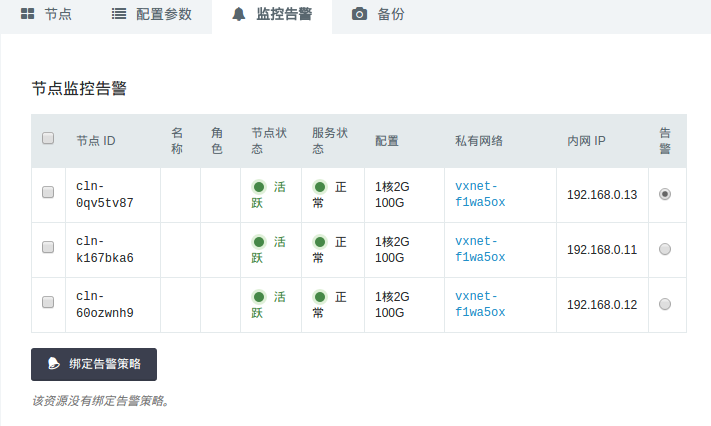 节点 配置参数 监控告警 备份
节点监控告警
节点 ID 名称 角色 节点状态 服务状态 配置 私有网络 内网 IP 告警
cln-0qv5tv87 活跃 正常 1核2G 100G vxnet-f1wa5ox 192.168.0.13
cln-k167bka6 活跃 正常 1核2G 100G vxnet-f1wa5ox 192.168.0.11
cln-60ozwnh9 活跃 正常 1核2G 100G vxnet-f1wa5ox 192.168.0.12
绑定告警策略
该资源没有绑定告警策略。